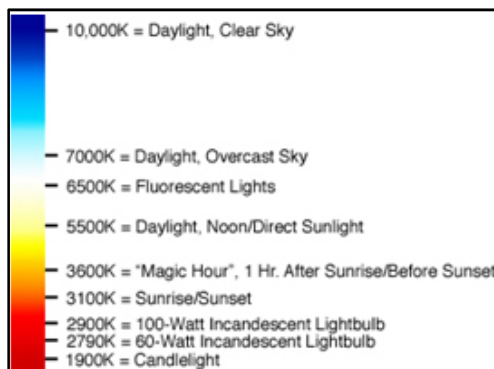 10,000K = Daylight, Clear Sky
7000K = Daylight, Overcast Sky
6500K = Fluorescent Lights
5500K = Daylight, Noon/Direct Sunlight
3600K = “Magic Hour”, 1 Hr. After Sunrise/Before Sunset
3100K = Sunrise/Sunset
2900K = 100-Watt Incandescent Lightbulb
2790K = 60-Watt Incandescent Lightbulb
1900K = Candlelight